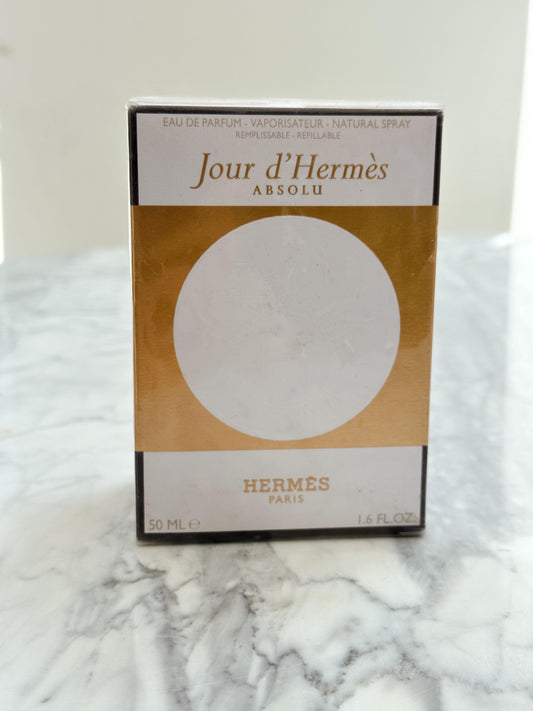 EAU DE PARFUM - VAPORISATEUR - NATURAL SPRAY
REMPLISSABLE - REFILLABLE
Jour d'Hermès
ABSOLU
HERMÈS
PARIS
50 ML ℮ 1.6 FL.OZ.